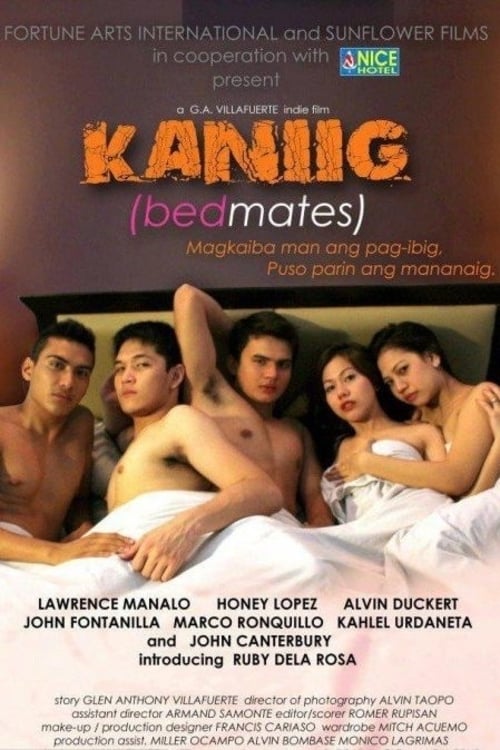 FORTUNE ARTS INTERNATIONAL and SUNFLOWER FILMS
in cooperation with NICE HOTEL
present
a G.A. VILLAFUERTE indie film
KANIIG
(bedmates)
Magkaiba man ang pag-ibig,
Puso parin ang mananaig.
LAWRENCE MANALO HONEY LOPEZ ALVIN DUCKERT
JOHN FONTANILLA MARCO RONQUILLO KAHLEL URDANETA
and JOHN CANTERBURY
introducing RUBY DELA ROSA
story GLEN ANTHONY VILLAFUERTE director of photography ALVIN TAOPO
assistant director ARMAND SAMONTE editor/scorer ROMER RUPISAN
make-up / production designer FRANCIS CARIASO wardrobe MITCH ACUEMO
production assist. MILLER OCAMPO ALVIN BOMBASE MONICO LAGRIMAS